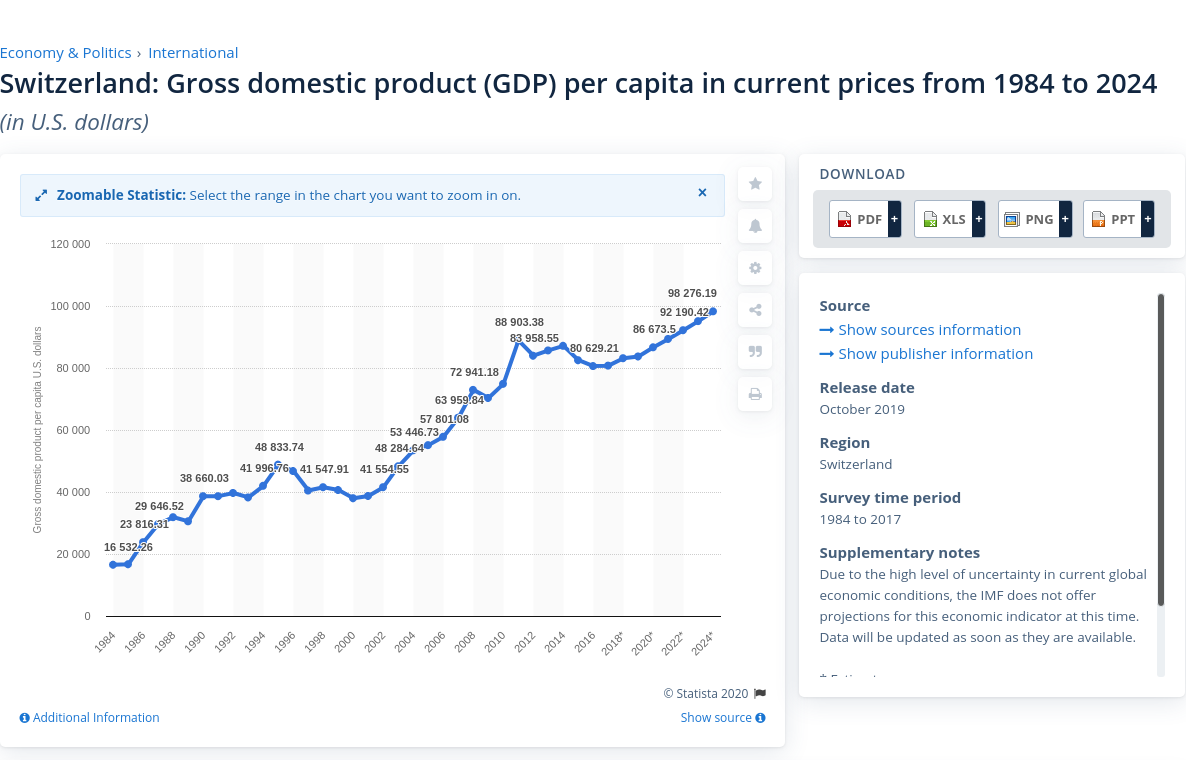 Economy & Politics › International
Switzerland: Gross domestic product (GDP) per capita in current prices from 1984 to 2024
(in U.S. dollars)
Zoomable Statistic: Select the range in the chart you want to zoom in on. ×
Gross domestic product per capita U.S. dollars
120 000
100 000
80 000
60 000
40 000
20 000
0
16 532.26
23 816.31
29 646.52
38 660.03
41 996.76
48 833.74
41 547.91
41 554.55
48 284.64
53 446.73
57 801.08
63 959.84
72 941.18
88 903.38
83 958.55
80 629.21
86 673.5
92 190.42
98 276.19
1984
1986
1988
1990
1992
1994
1996
1998
2000
2002
2004
2006
2008
2010
2012
2014
2016
2018*
2020*
2022*
2024*
© Statista 2020
Additional Information
Show source
DOWNLOAD
PDF +
XLS +
PNG +
PPT +
Source
Show sources information
Show publisher information
Release date
October 2019
Region
Switzerland
Survey time period
1984 to 2017
Supplementary notes
Due to the high level of uncertainty in current global
economic conditions, the IMF does not offer
projections for this economic indicator at this time.
Data will be updated as soon as they are available.